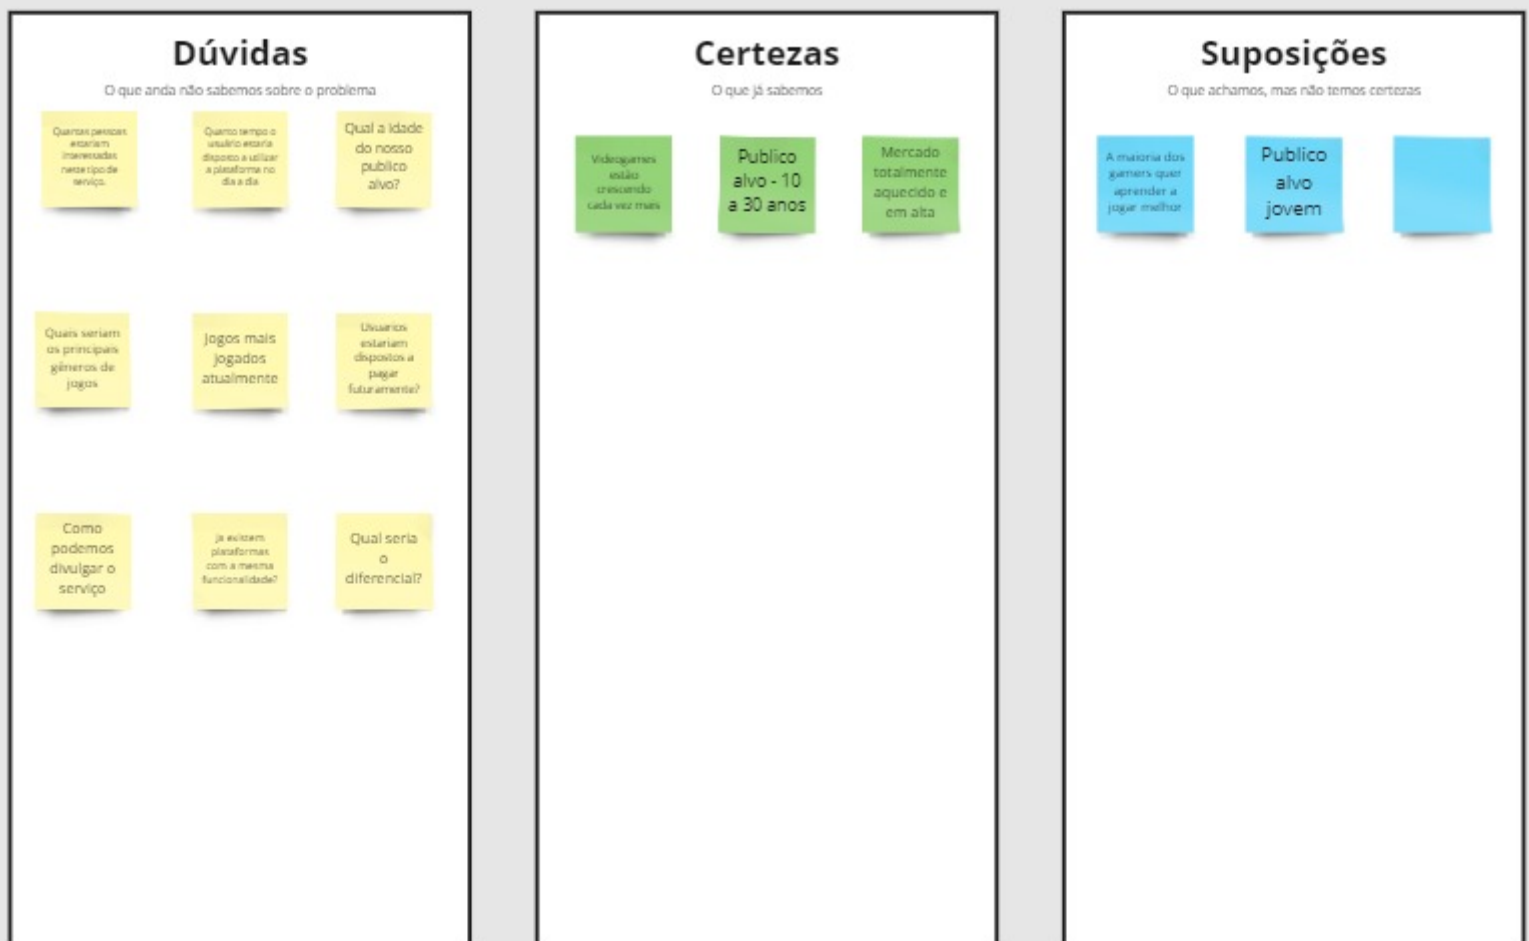 Dúvidas
O que anda não sabemos sobre o problema
Quantas pessoas
estariam
interessadas
nesse tipo de
serviço.
Quanto tempo o
usuário estaria
disposto a utilizar
a plataforma no
dia a dia
Qual a idade
do nosso
publico
alvo?
Quais seriam
os principais
gêneros de
jogos
Jogos mais
jogados
atualmente
Usuarios
estariam
dispostos a
pagar
futuramente?
Como
podemos
divulgar o
serviço
ja existem
plataformas
com a mesma
funcionalidade?
Qual seria
o
diferencial?
Certezas
O que já sabemos
Videogames
estão
crescendo
cada vez mais
Publico
alvo - 10
a 30 anos
Mercado
totalmente
aquecido e
em alta
Suposições
O que achamos, mas não temos certezas
A maioria dos
gamers quer
aprender a
jogar melhor
Publico
alvo
jovem